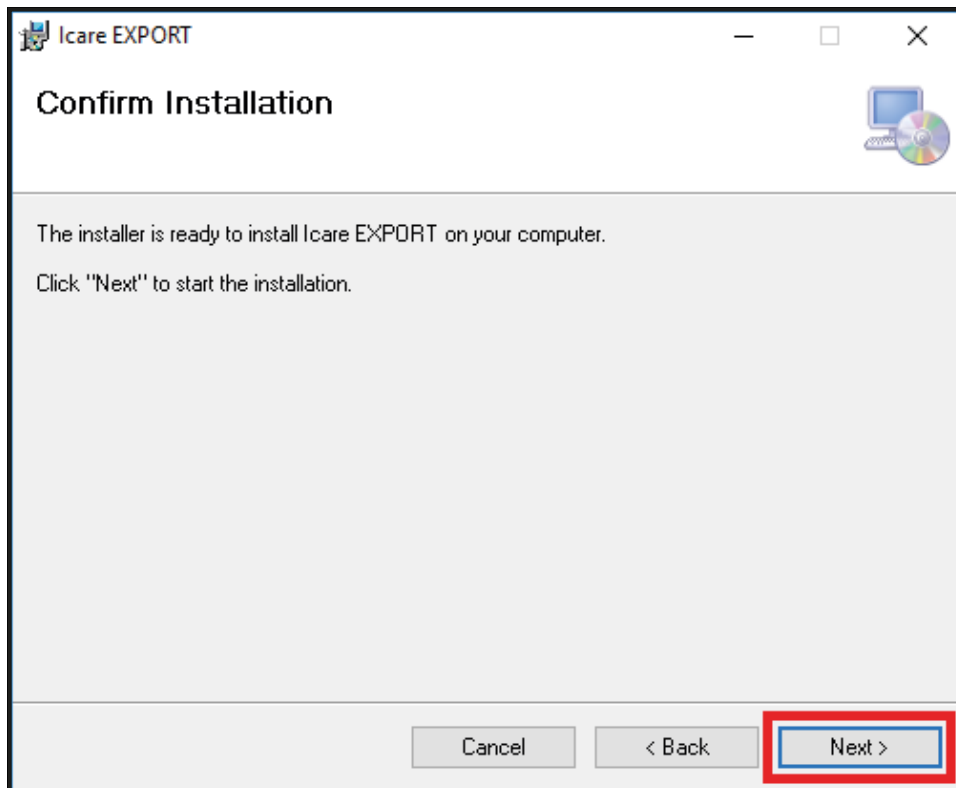 Icare EXPORT
Confirm Installation
The installer is ready to install Icare EXPORT on your computer.
Click "Next" to start the installation.
Cancel
< Back
Next >